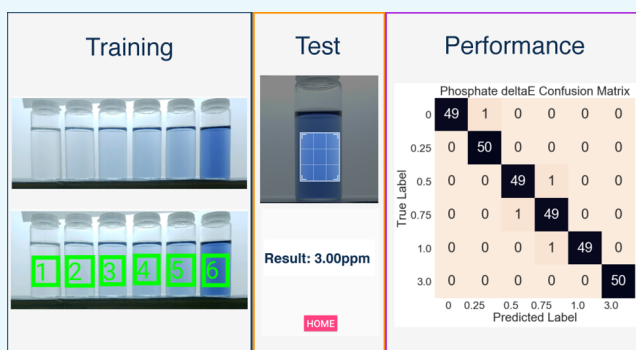 Training
1 2 3 4 5 6
Test
Result: 3.00ppm
HOME
Performance
Phosphate deltaE Confusion Matrix
True Label
0 49 1 0 0 0 0
0.25 0 50 0 0 0 0
0.5 0 0 49 1 0 0
0.75 0 0 1 49 0 0
1.0 0 0 0 1 49 0
3.0 0 0 0 0 0 50
0 0.25 0.5 0.75 1.0 3.0
Predicted Label